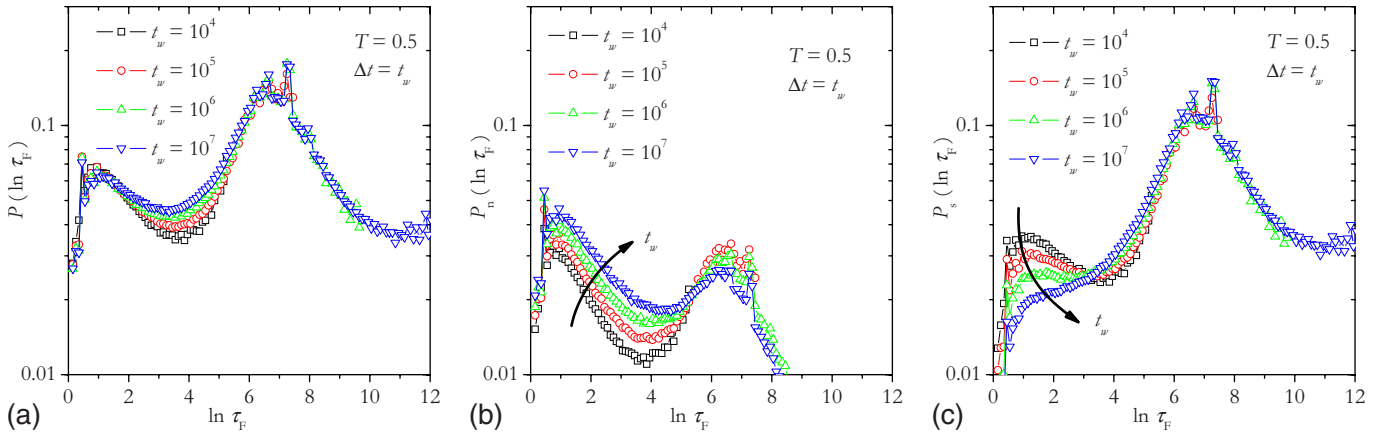 0.1
0.01
P ( ln τ_F )
t_w = 10^4
t_w = 10^5
t_w = 10^6
t_w = 10^7
T = 0.5
Δt = t_w
0 2 4 6 8 10 12
ln τ_F
(a)
0.1
0.01
P_n ( ln τ_F )
t_w = 10^4
t_w = 10^5
t_w = 10^6
t_w = 10^7
T = 0.5
Δt = t_w
t_w
0 2 4 6 8 10 12
ln τ_F
(b)
0.1
0.01
P_s ( ln τ_F )
t_w = 10^4
t_w = 10^5
t_w = 10^6
t_w = 10^7
T = 0.5
Δt = t_w
t_w
0 2 4 6 8 10 12
ln τ_F
(c)